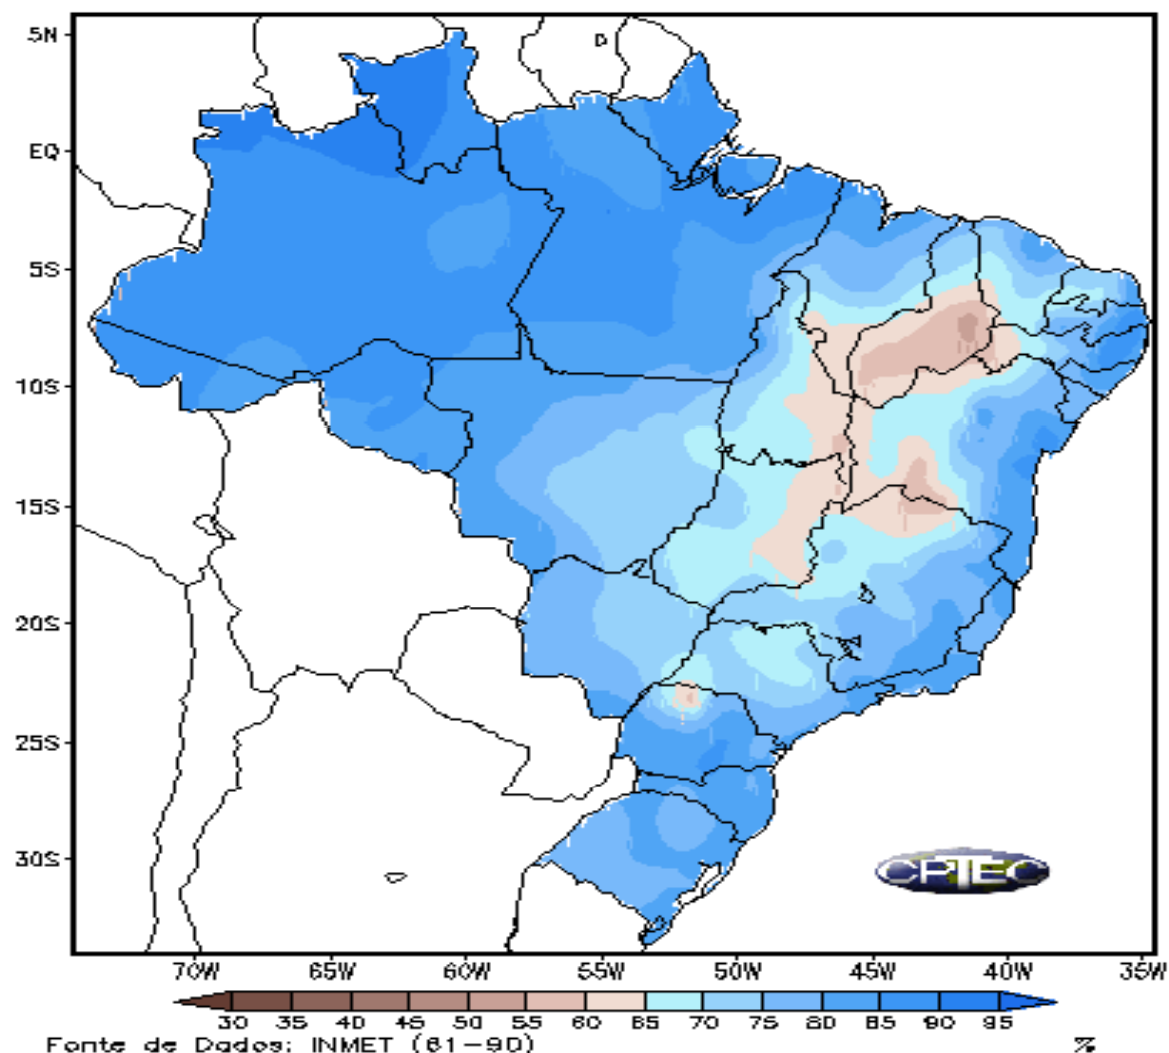 5N
EQ
5S
10S
15S
20S
25S
30S
CPTEC
70W 65W 60W 55W 50W 45W 40W 35W
30 35 40 45 50 55 60 65 70 75 80 85 90 95
Fonte de Dados: INMET (61-90) %